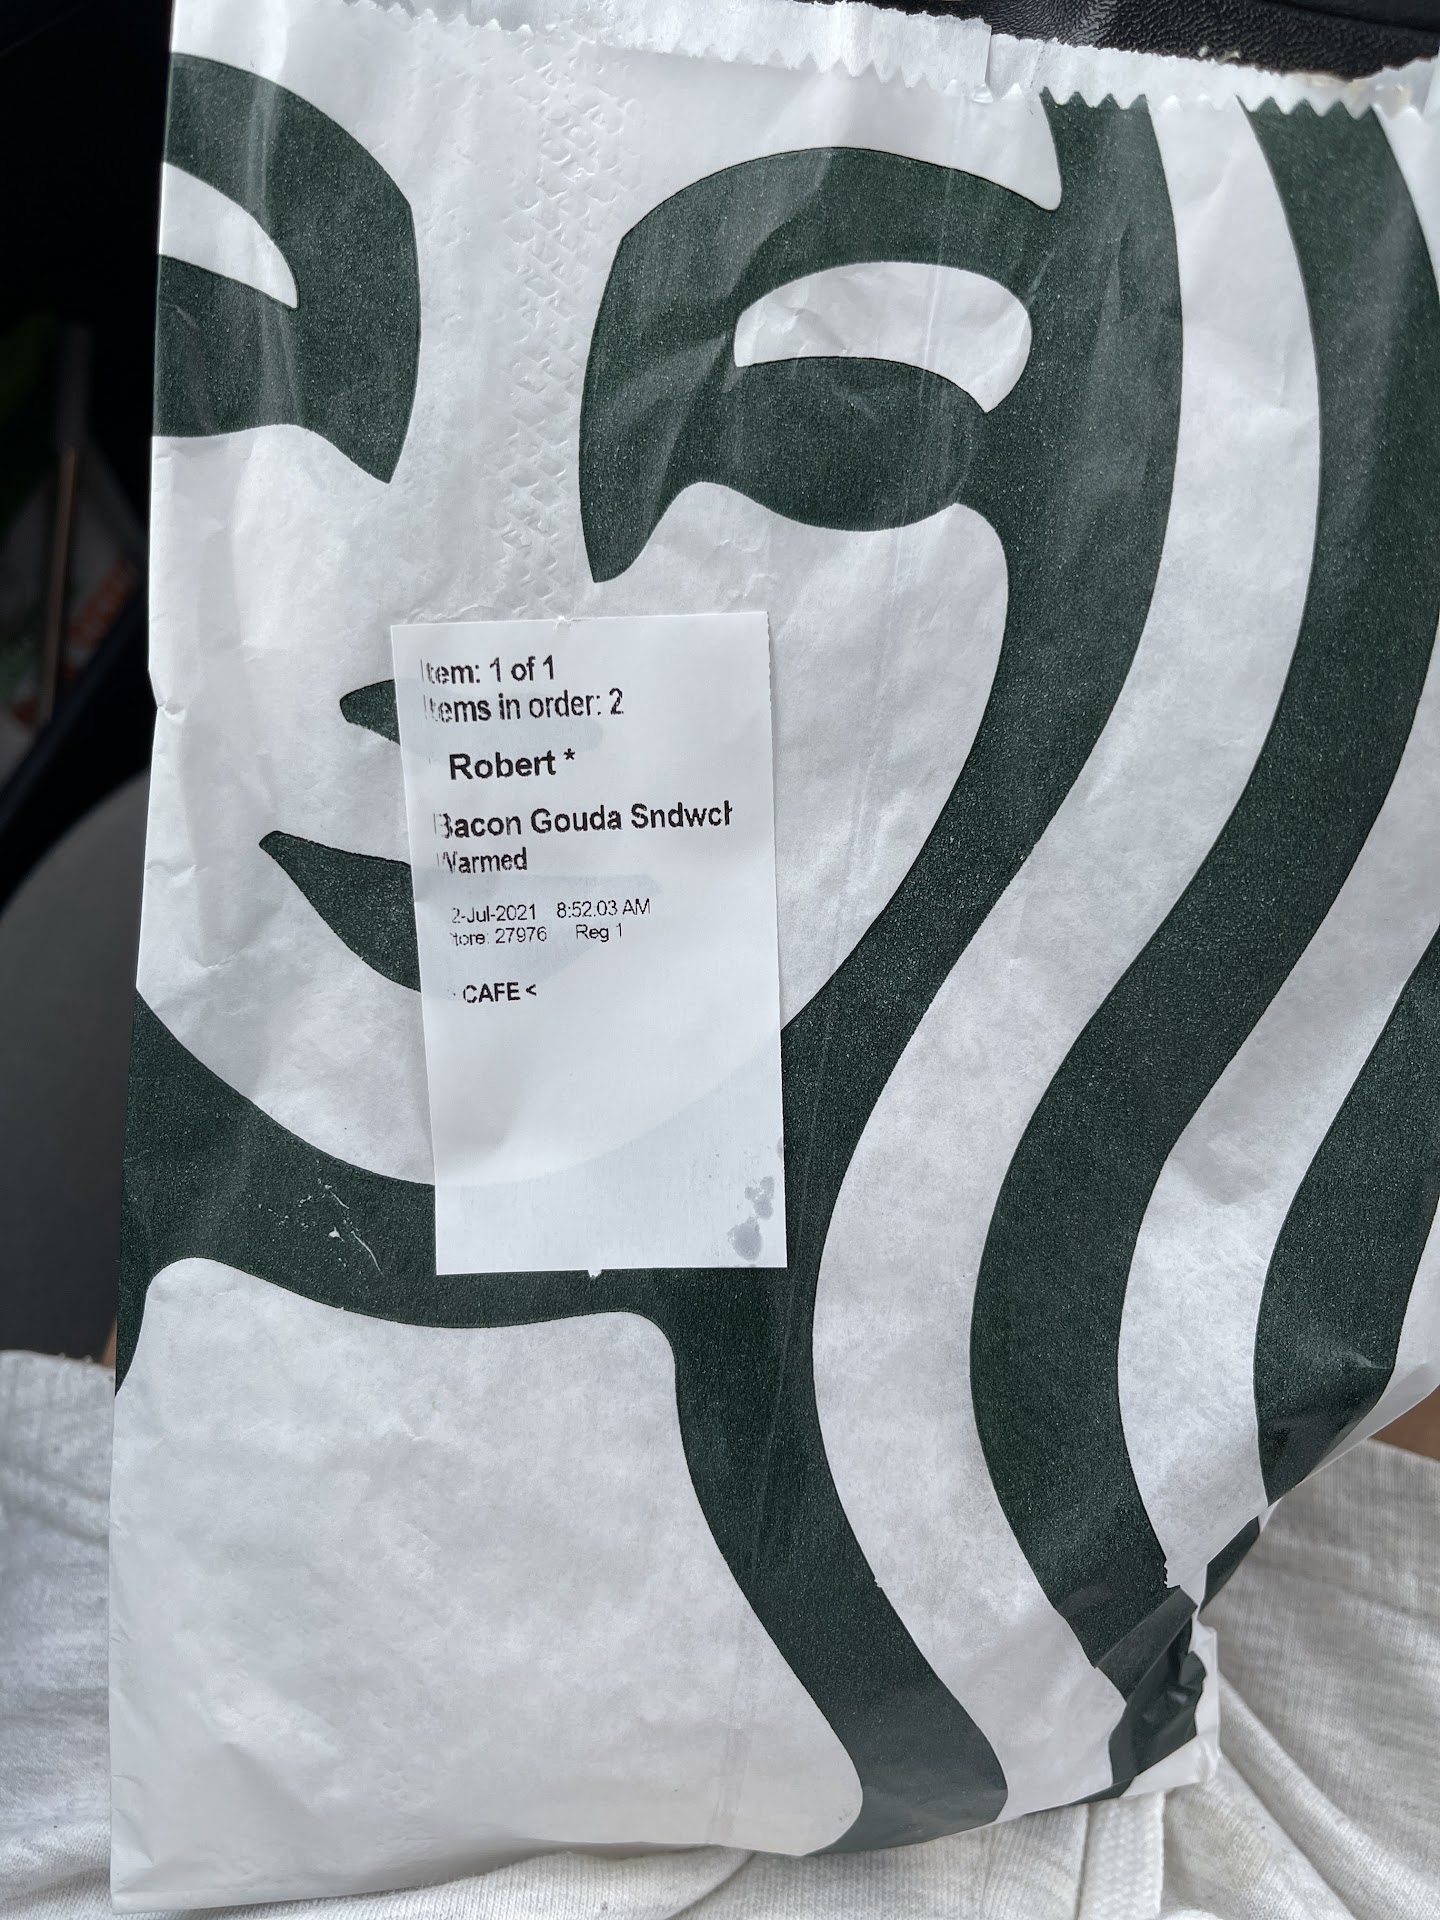 Item: 1 of 1
Items in order: 2
Robert *
Bacon Gouda Sndwch
Warmed
2-Jul-2021 8:52.03 AM
tore: 27976 Reg 1
CAFE <